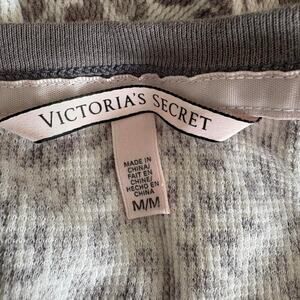 VICTORIA'S SECRET
MADE IN
CHINA/
FAIT EN
CHINE/
HECHO EN
CHINA
M/M